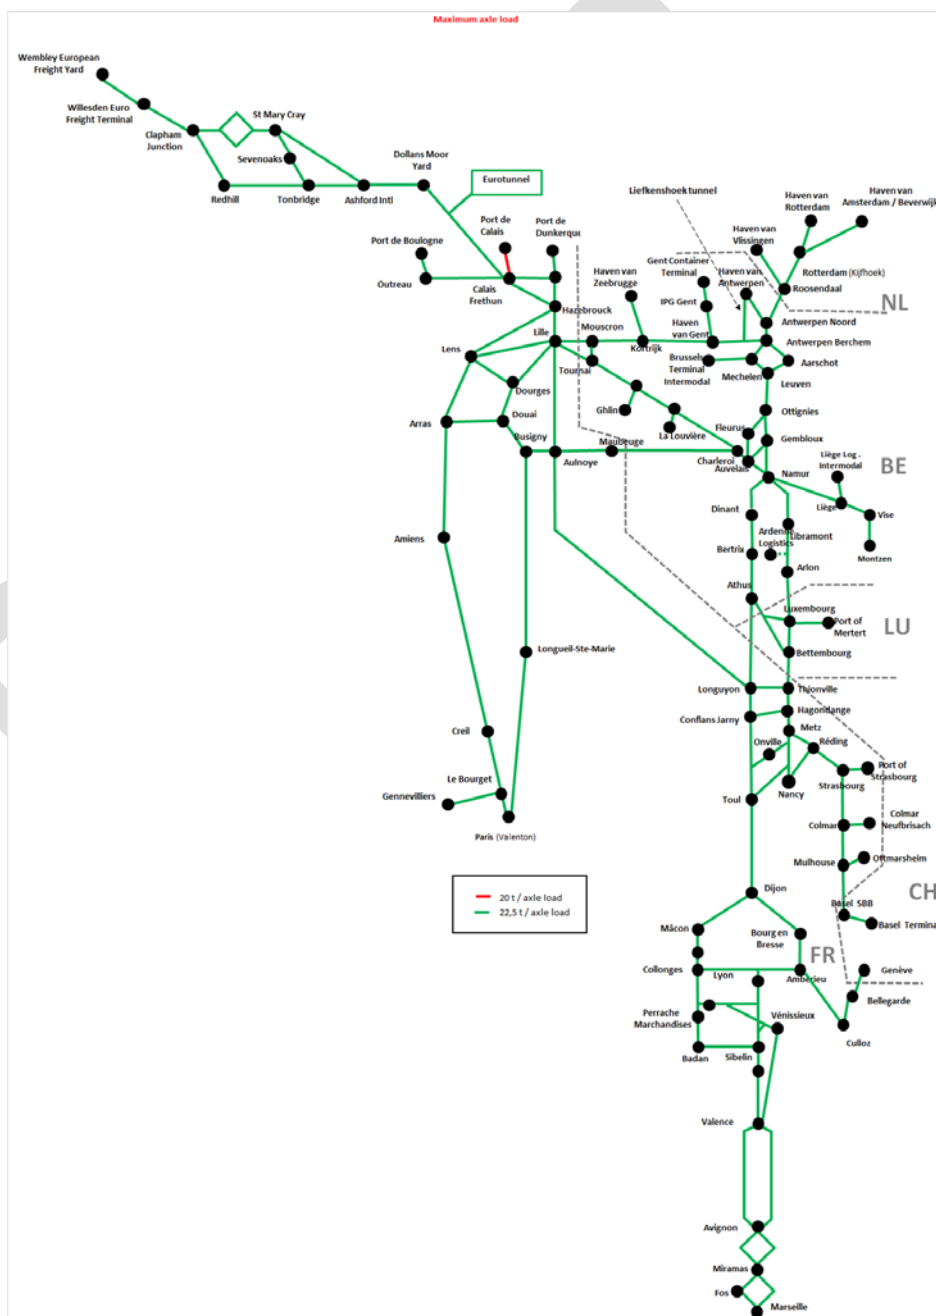 Maximum axle load
Wembley European
Freight Yard
Willesden Euro
Freight Terminal
Clapham
Junction
St Mary Cray
Sevenoaks
Redhill
Tonbridge
Ashford Intl
Dollans Moor
Yard
Eurotunnel
Liefkenshoek tunnel
Port de
Calais
Port de
Dunkerque
Port de Boulogne
Outreau
Calais
Frethun
Hazebrouck
Haven van
Zeebrugge
Gent Container
Terminal
Haven van
Antwerpen
Haven van
Vlissingen
Haven van
Rotterdam
Haven van
Amsterdam / Beverwijk
Rotterdam (Kijfhoek)
Roosendaal
NL
IPG Gent
Haven
van Gent
Antwerpen Noord
Antwerpen Berchem
Lille
Mouscron
Kortrijk
Tournai
Lens
Brussels
Terminal
Intermodal
Mechelen
Aarschot
Leuven
Dourges
Ghlin
La Louvière
Ottignies
Douai
Arras
Busigny
Aulnoye
Maubeuge
Fleurus
Gembloux
Charleroi
Auvelais
Namur
Liège Log.
Intermodal
BE
Liège
Vise
Montzen
Dinant
Ardenne
Logistics
Libramont
Bertrix
Arlon
Amiens
Athus
Luxembourg
Port of
Mertert
LU
Bettembourg
Longueil-Ste-Marie
Longuyon
Thionville
Conflans Jarny
Hagondange
Metz
Réding
Onville
Creil
Port of
Strasbourg
Strasbourg
Le Bourget
Gennevilliers
Nancy
Toul
Colmar
Neufbrisach
Colmar
Paris (Valenton)
Mulhouse
Ottmarsheim
20 t / axle load
22,5 t / axle load
Dijon
CH
Basel SBB
Basel Terminal
Mâcon
Bourg en
Bresse
FR
Collonges
Lyon
Ambérieu
Genève
Bellegarde
Perrache
Marchandises
Vénissieux
Culloz
Badan
Sibelin
Valence
Avignon
Miramas
Fos
Marseille